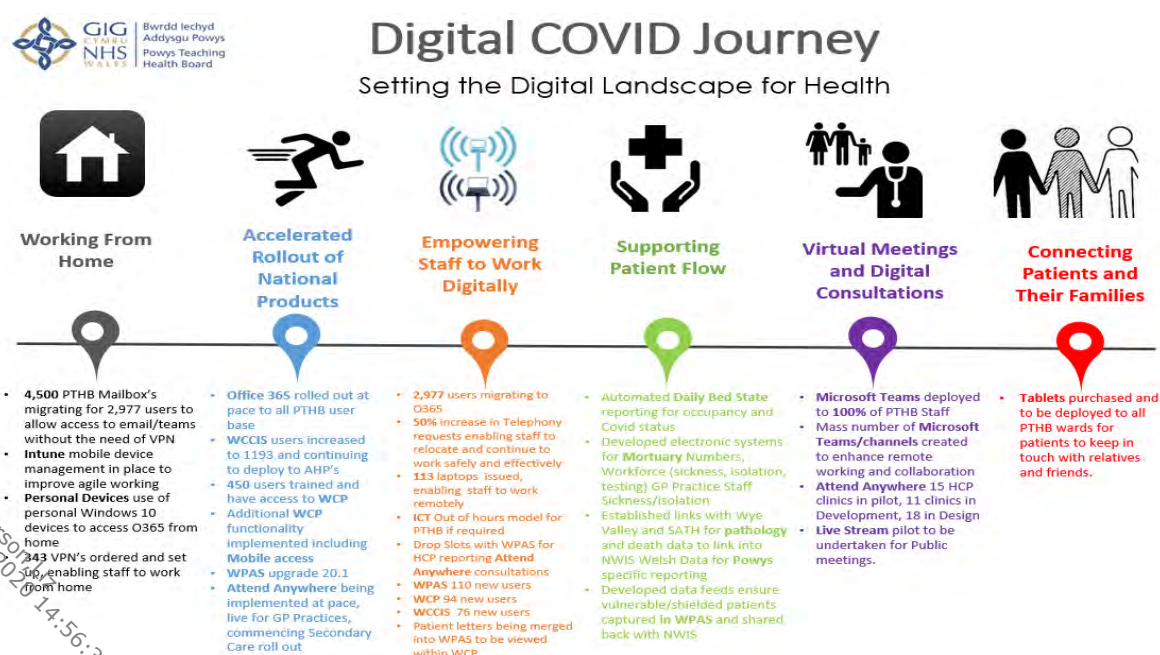 GIG
CYMRU
NHS
WALES
Bwrdd Iechyd
Addysgu Powys
Powys Teaching
Health Board
Digital COVID Journey
Setting the Digital Landscape for Health
Working From
Home
• 4,500 PTHB Mailbox's
migrating for 2,977 users to
allow access to email/teams
without the need of VPN
• Intune mobile device
management in place to
improve agile working
• Personal Devices use of
personal Windows 10
devices to access O365 from
home
• 343 VPN's ordered and set
up, enabling staff to work
from home
Accelerated
Rollout of
National
Products
• Office 365 rolled out at
pace to all PTHB user
base
• WCCIS users increased
to 1193 and continuing
to deploy to AHP's
• 450 users trained and
have access to WCP
• Additional WCP
functionality
implemented including
Mobile access
• WPAS upgrade 20.1
• Attend Anywhere being
implemented at pace,
live for GP Practices,
commencing Secondary
Care roll out
Empowering
Staff to Work
Digitally
• 2,977 users migrating to
O365
• 50% increase in Telephony
requests enabling staff to
relocate and continue to
work safely and effectively
• 113 laptops issued,
enabling staff to work
remotely
• ICT Out of hours model for
PTHB if required
• Drop Slots with WPAS for
HCP reporting Attend
Anywhere consultations
• WPAS 110 new users
• WCP 94 new users
• WCCIS 76 new users
• Patient letters being merged
into WPAS to be viewed
within WCP
Supporting
Patient Flow
• Automated Daily Bed State
reporting for occupancy and
Covid status
• Developed electronic systems
for Mortuary Numbers,
Workforce (sickness, isolation,
testing) GP Practice Staff
Sickness/isolation
• Established links with Wye
Valley and SATH for pathology
and death data to link into
NWIS Welsh Data for Powys
specific reporting
• Developed data feeds ensure
vulnerable/shielded patients
captured in WPAS and shared
back with NWIS
Virtual Meetings
and Digital
Consultations
• Microsoft Teams deployed
to 100% of PTHB Staff
• Mass number of Microsoft
Teams/channels created
to enhance remote
working and collaboration
• Attend Anywhere 15 HCP
clinics in pilot, 11 clinics in
Development, 18 in Design
• Live Stream pilot to be
undertaken for Public
meetings.
Connecting
Patients and
Their Families
• Tablets purchased and
to be deployed to all
PTHB wards for
patients to keep in
touch with relatives
and friends.
14:56: